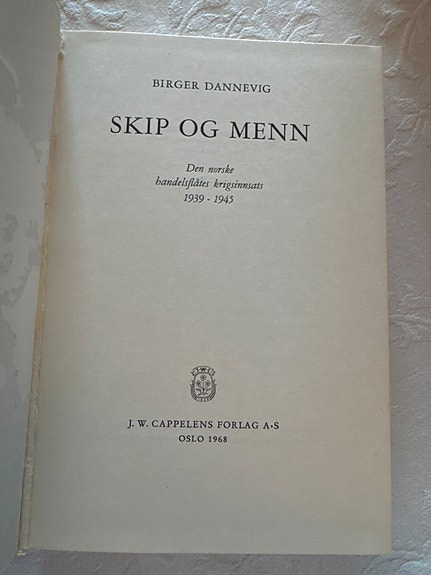 BIRGER DANNEVIG
SKIP OG MENN
Den norske
handelsflåtes krigsinnsats
1939 - 1945
J. W. CAPPELENS FORLAG A·S
OSLO 1968